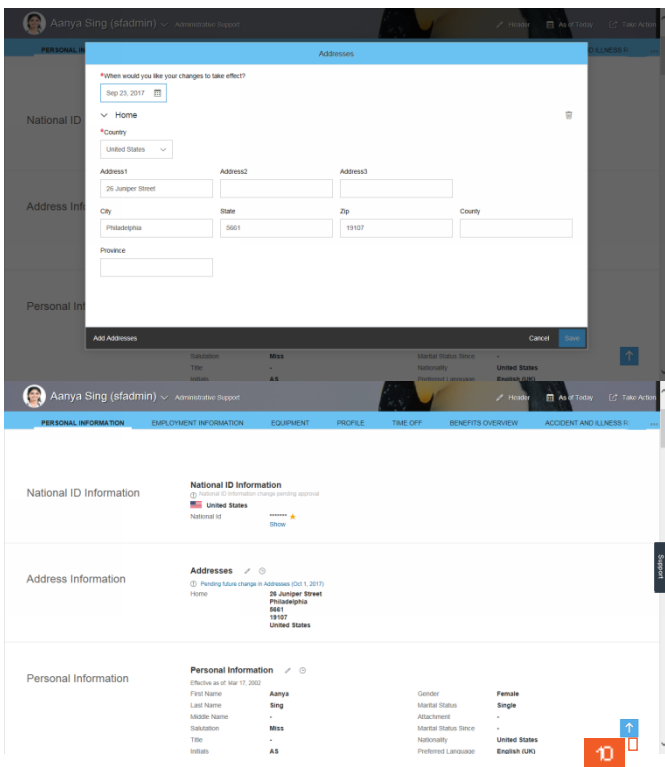 Aanya Sing (sfadmin) Administrative Support Header As of Today Take Action
PERSONAL IN D ILLNESS R ...
Addresses
*When would you like your changes to take effect?
Sep 23, 2017
Home
*Country
United States
Address1 Address2 Address3
26 Juniper Street
City State Zip County
Philadelphia 5661 19107
Province
National ID
Address Info
Personal Inf
Add Addresses Cancel Save
Salutation Miss Marital Status Since -
Title - Nationality United States
Initials A S Preferred Language English (UK)
Aanya Sing (sfadmin) Administrative Support Header As of Today Take Action
PERSONAL INFORMATION EMPLOYMENT INFORMATION EQUIPMENT PROFILE TIME OFF BENEFITS OVERVIEW ACCIDENT AND ILLNESS R ...
National ID Information
National ID Information
National ID Information change pending approval
United States
National Id ******* ★
Show
Support
Address Information
Addresses
Pending future change in Addresses (Oct 1, 2017)
Home 26 Juniper Street
Philadelphia
5661
19107
United States
Personal Information
Personal Information
Effective as of: Mar 17, 2002
First Name Aanya Gender Female
Last Name Sing Marital Status Single
Middle Name - Attachment -
Salutation Miss Marital Status Since -
Title - Nationality United States
Initials A S Preferred Language English (UK)
10